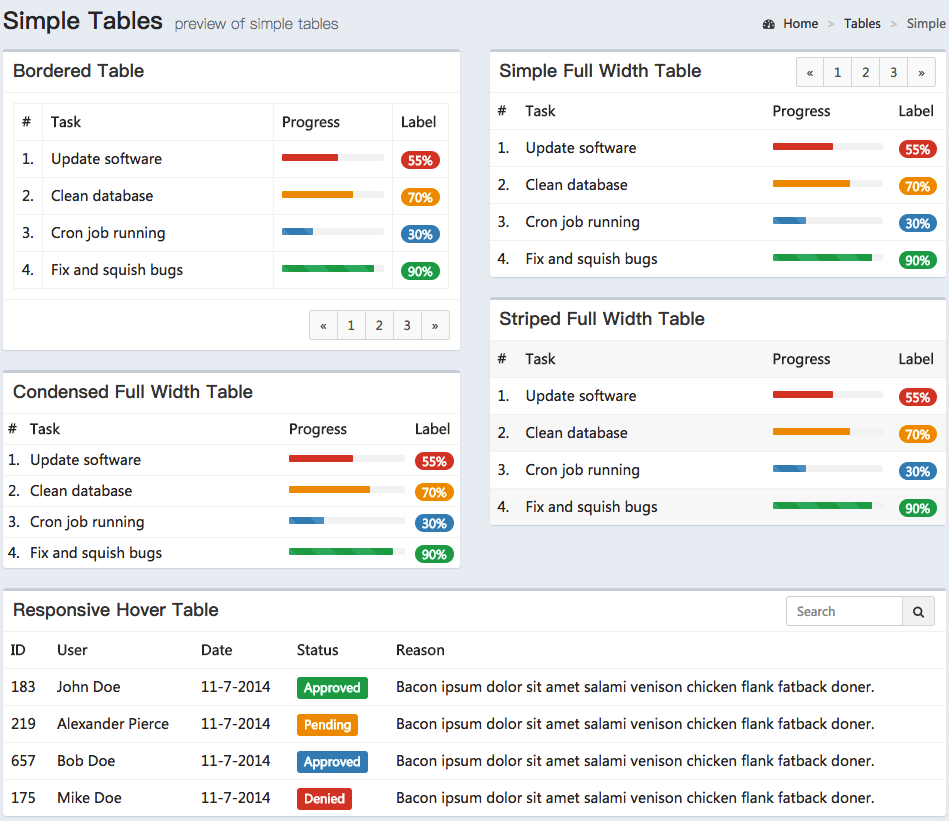 Simple Tables preview of simple tables
Home > Tables > Simple
Bordered Table
# Task Progress Label
1. Update software 55%
2. Clean database 70%
3. Cron job running 30%
4. Fix and squish bugs 90%
« 1 2 3 »
Condensed Full Width Table
# Task Progress Label
1. Update software 55%
2. Clean database 70%
3. Cron job running 30%
4. Fix and squish bugs 90%
Simple Full Width Table
« 1 2 3 »
# Task Progress Label
1. Update software 55%
2. Clean database 70%
3. Cron job running 30%
4. Fix and squish bugs 90%
Striped Full Width Table
# Task Progress Label
1. Update software 55%
2. Clean database 70%
3. Cron job running 30%
4. Fix and squish bugs 90%
Responsive Hover Table
Search
ID User Date Status Reason
183 John Doe 11-7-2014 Approved Bacon ipsum dolor sit amet salami venison chicken flank fatback doner.
219 Alexander Pierce 11-7-2014 Pending Bacon ipsum dolor sit amet salami venison chicken flank fatback doner.
657 Bob Doe 11-7-2014 Approved Bacon ipsum dolor sit amet salami venison chicken flank fatback doner.
175 Mike Doe 11-7-2014 Denied Bacon ipsum dolor sit amet salami venison chicken flank fatback doner.